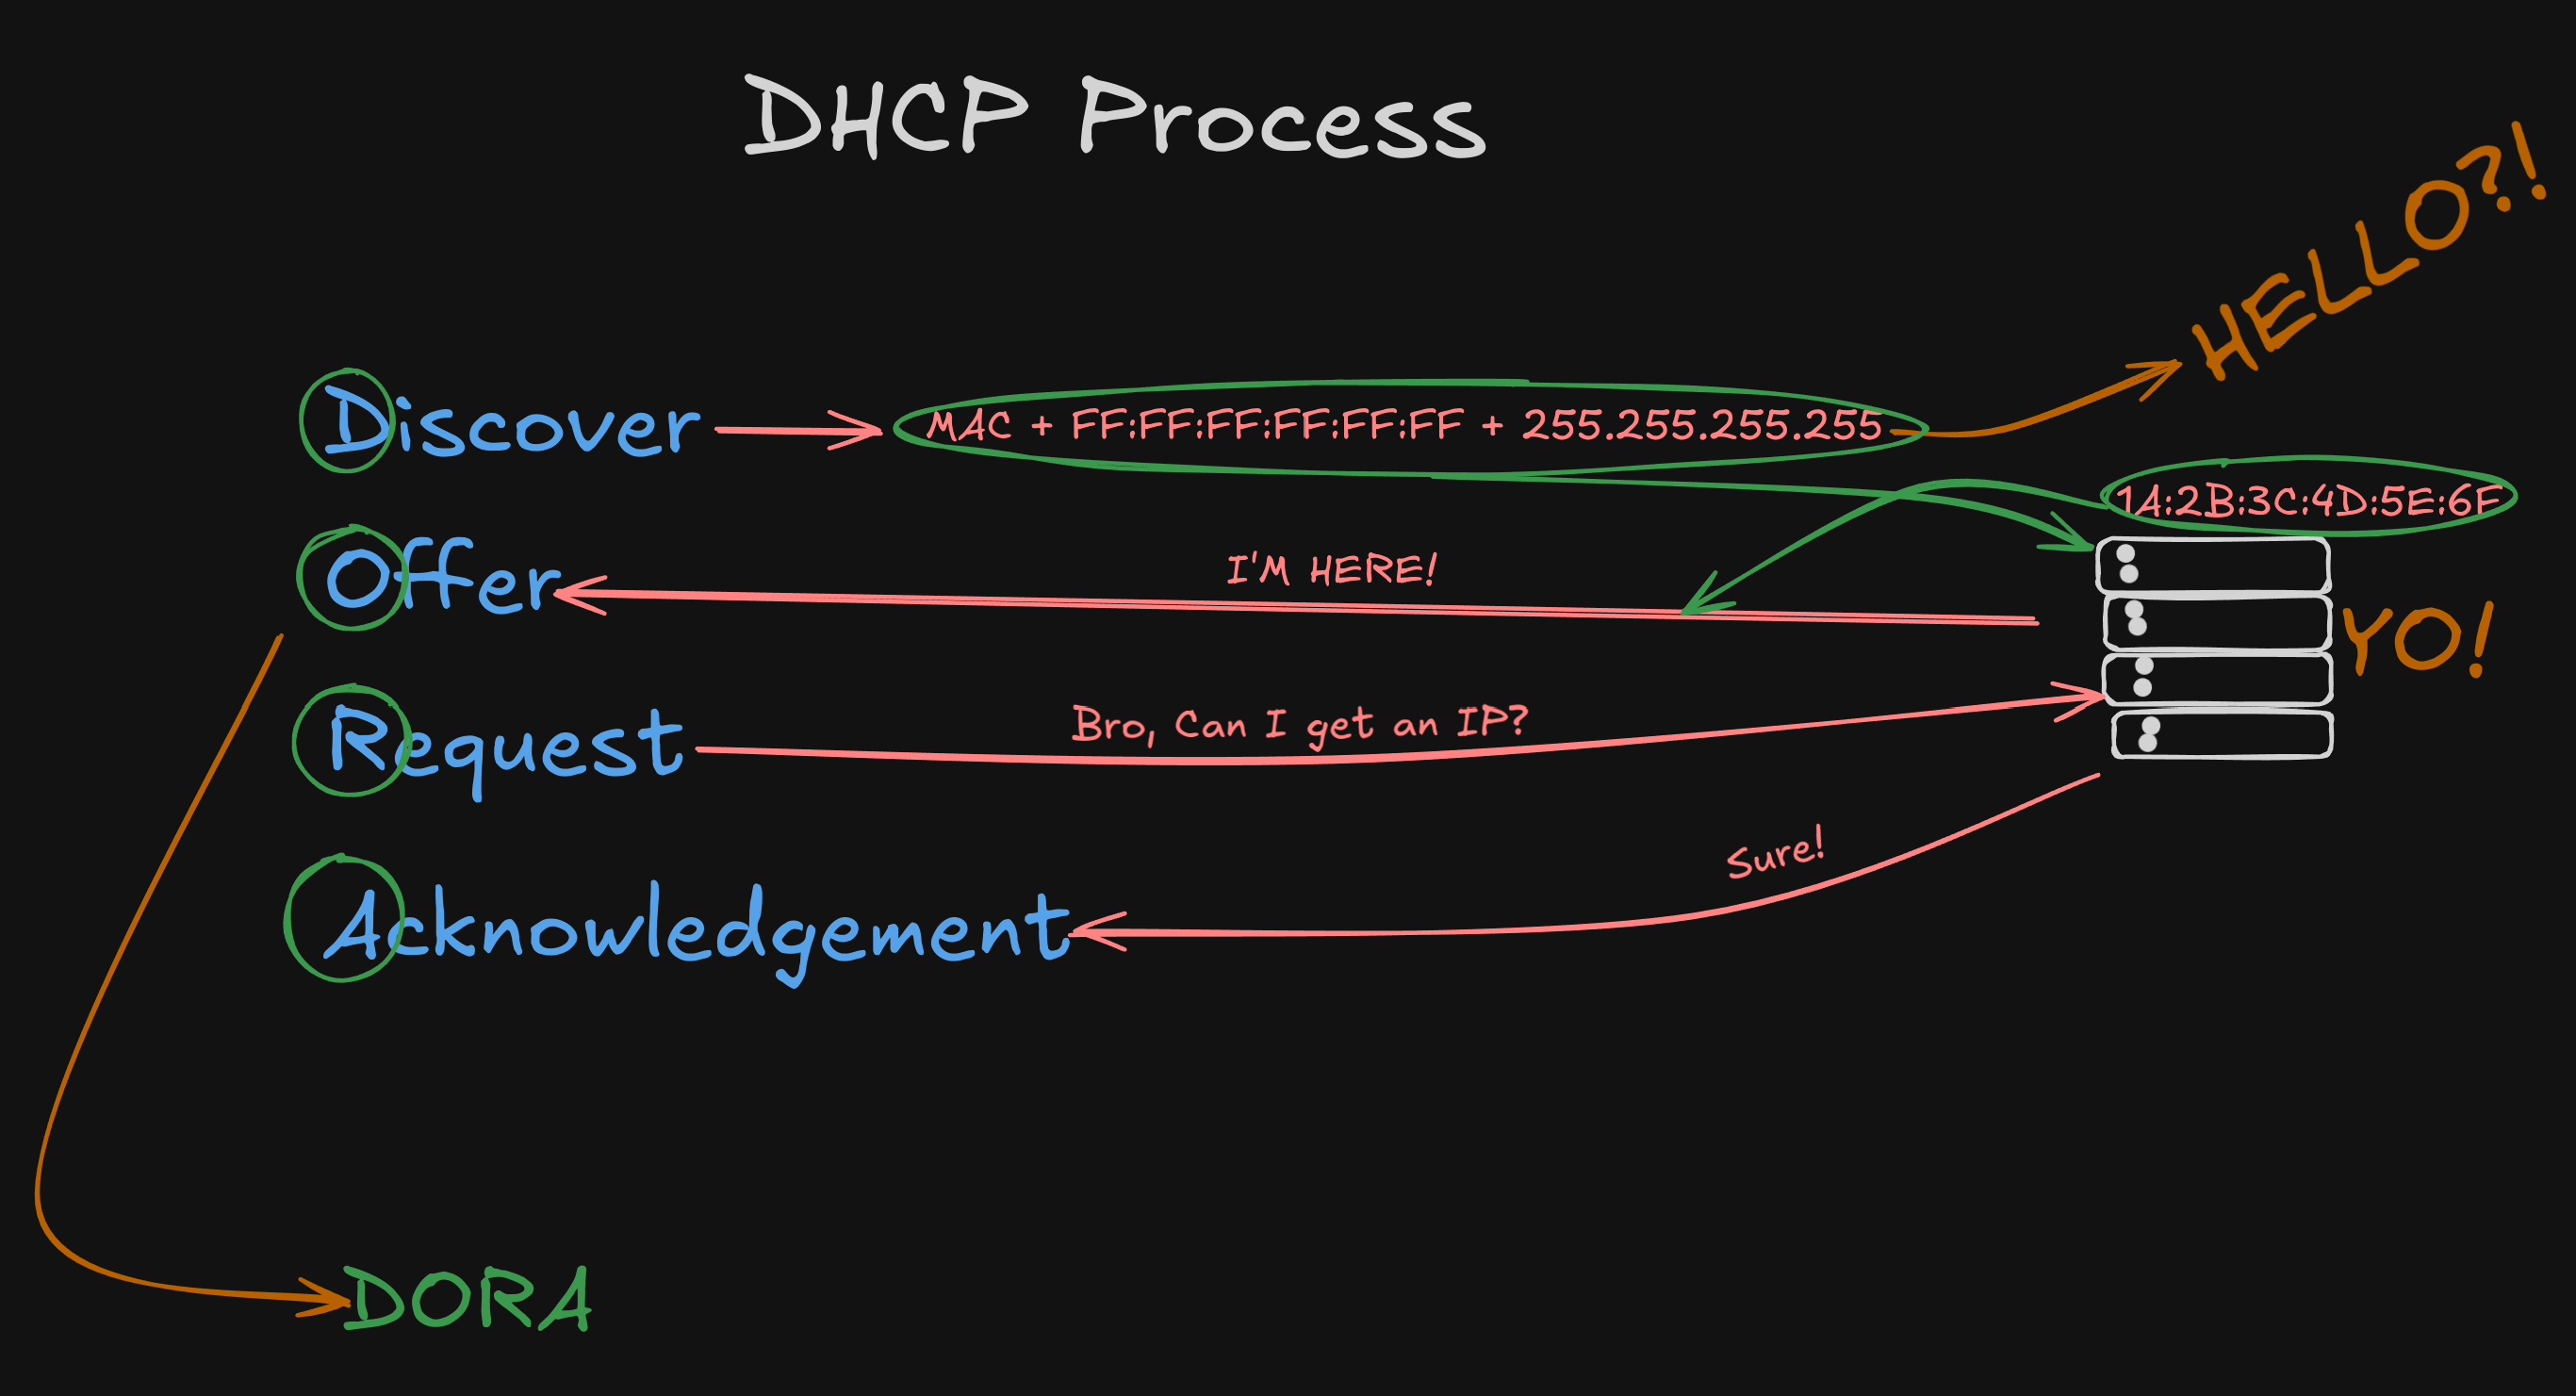 DHCP Process
HELLO?!
Discover
MAC + FF:FF:FF:FF:FF:FF + 255.255.255.255
1A:2B:3C:4D:5E:6F
Offer
I'M HERE!
YO!
Request
Bro, Can I get an IP?
Sure!
Acknowledgement
DORA